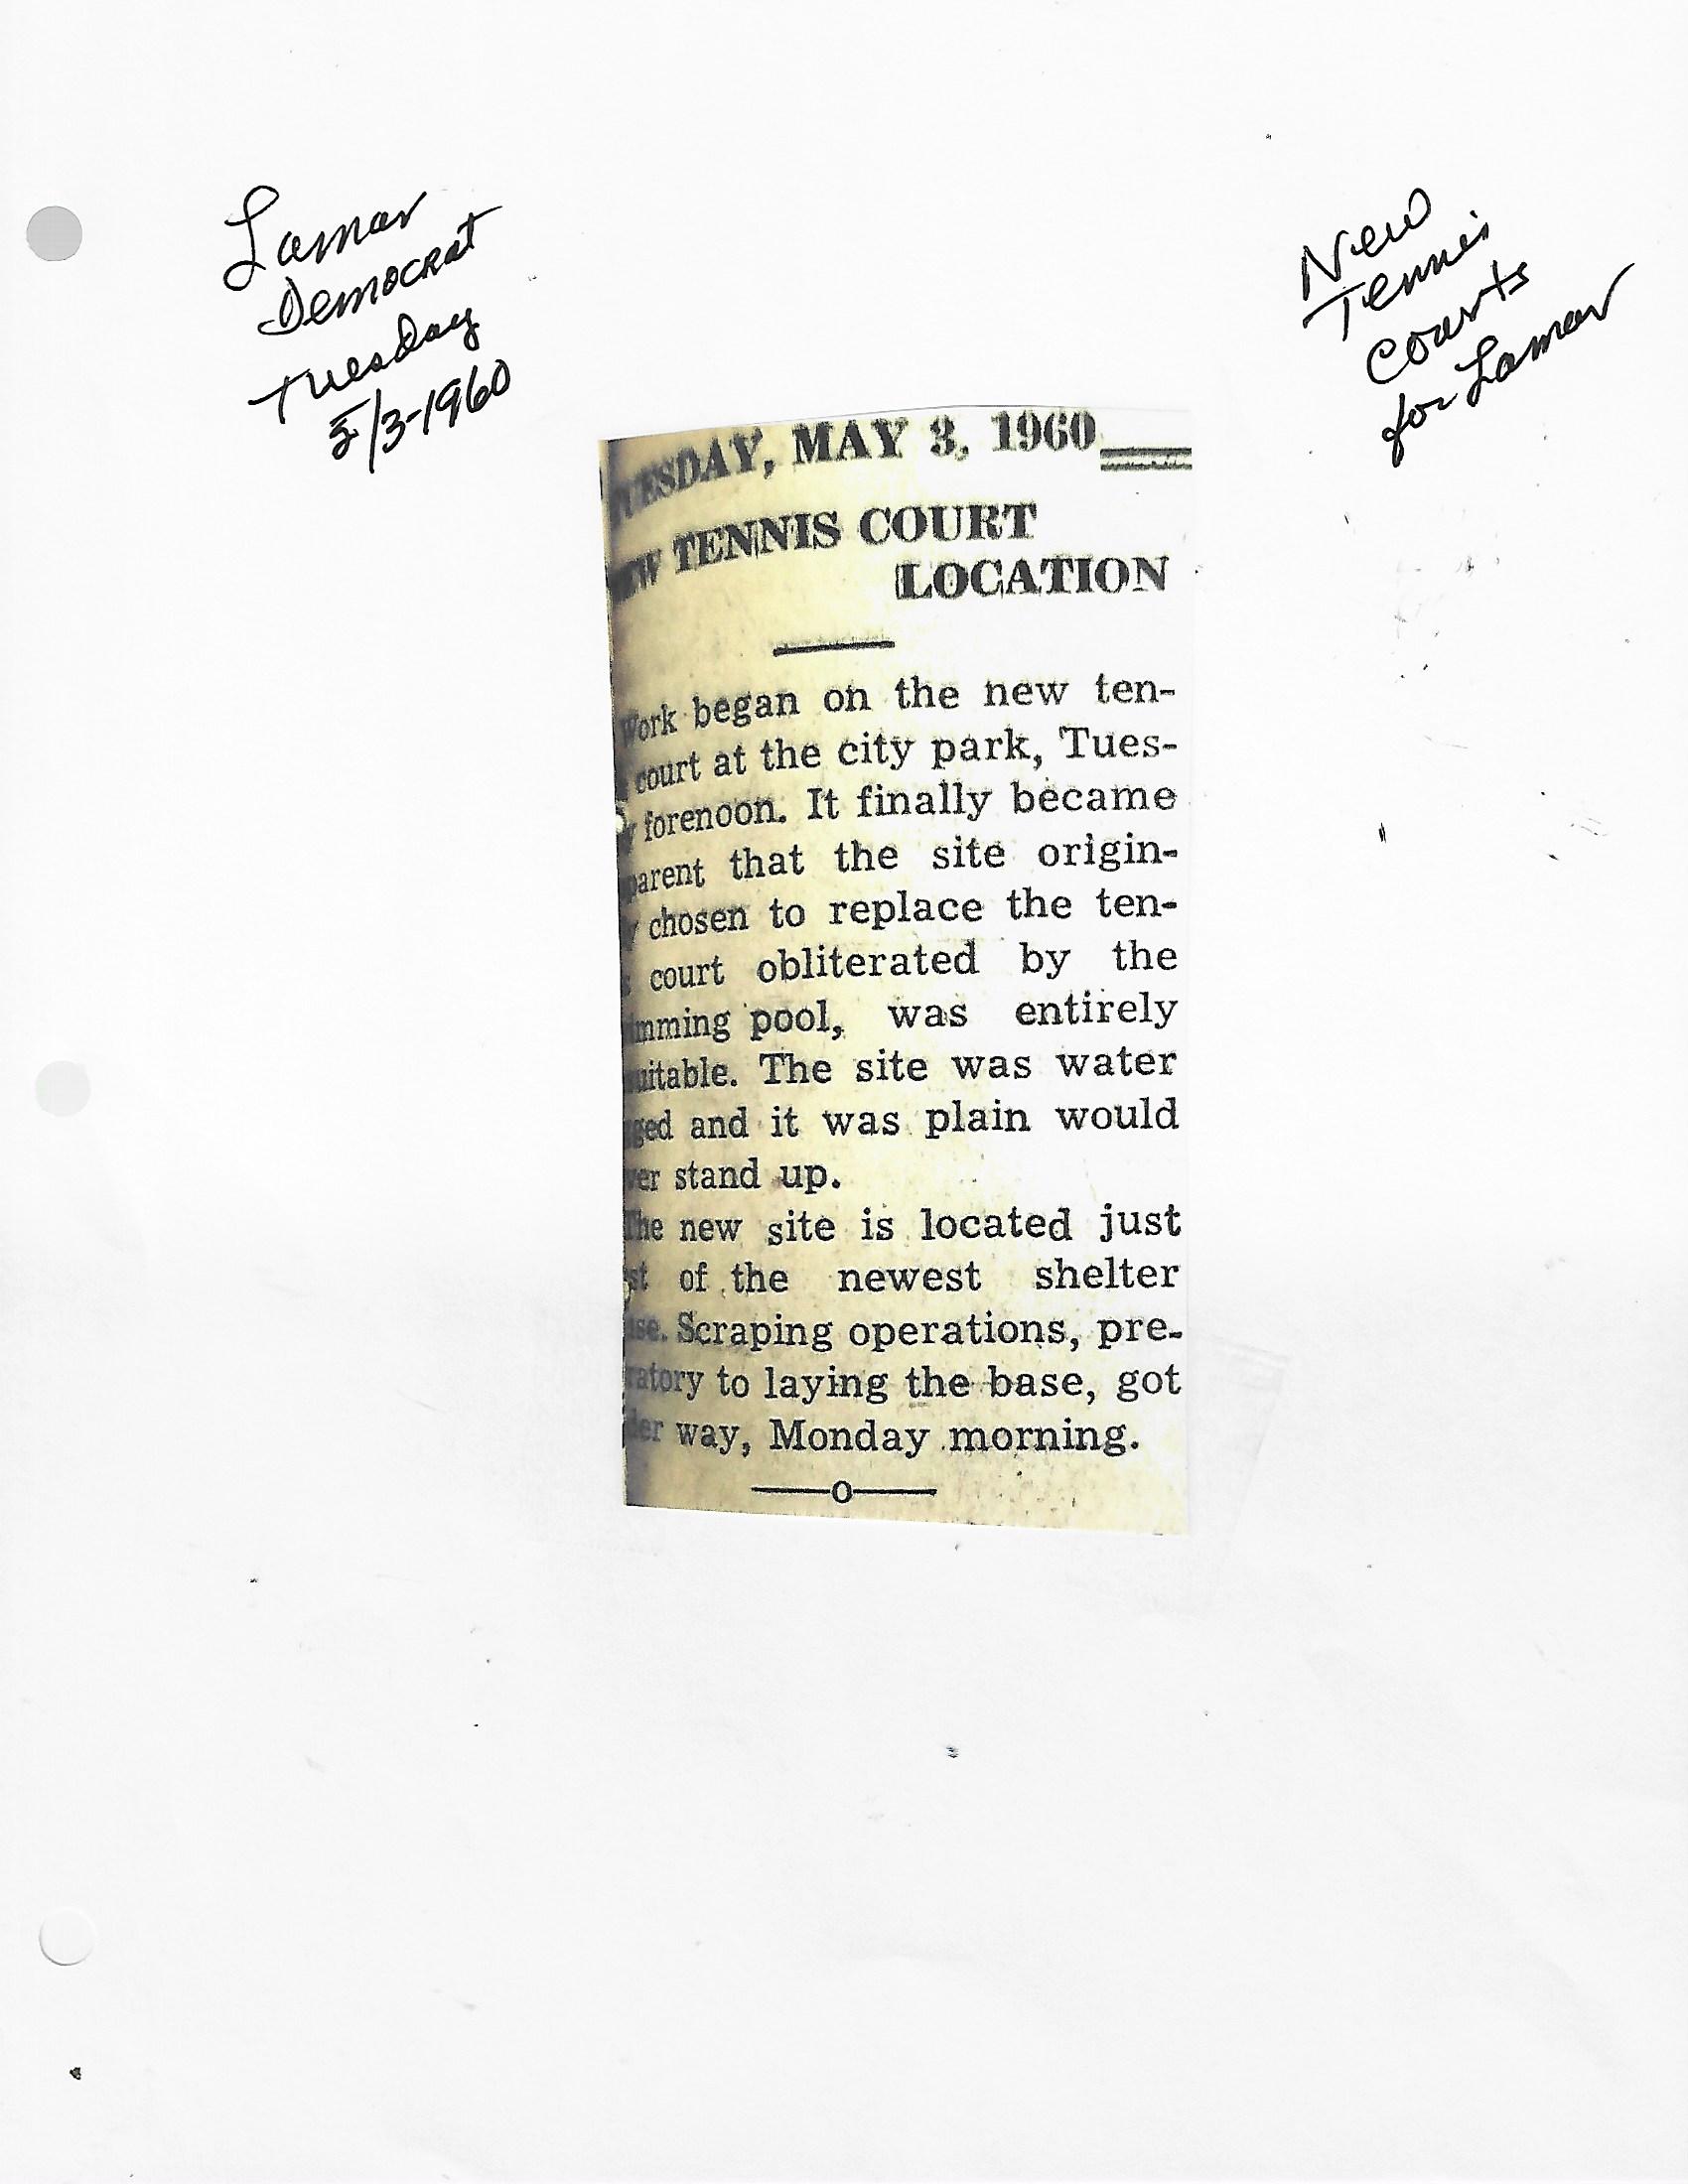 Lamar
Democrat
Tuesday
5/3-1960
New
Tennis
Courts
for Lamar
TUESDAY, MAY 3, 1960
NEW TENNIS COURT
LOCATION
Work began on the new ten-
court at the city park, Tues-
y forenoon. It finally became
parent that the site origin-
y chosen to replace the ten-
s court obliterated by the
mming pool, was entirely
uitable. The site was water
ged and it was plain would
ver stand up.
The new site is located just
st of the newest shelter
use. Scraping operations, pre-
ratory to laying the base, got
der way, Monday morning.